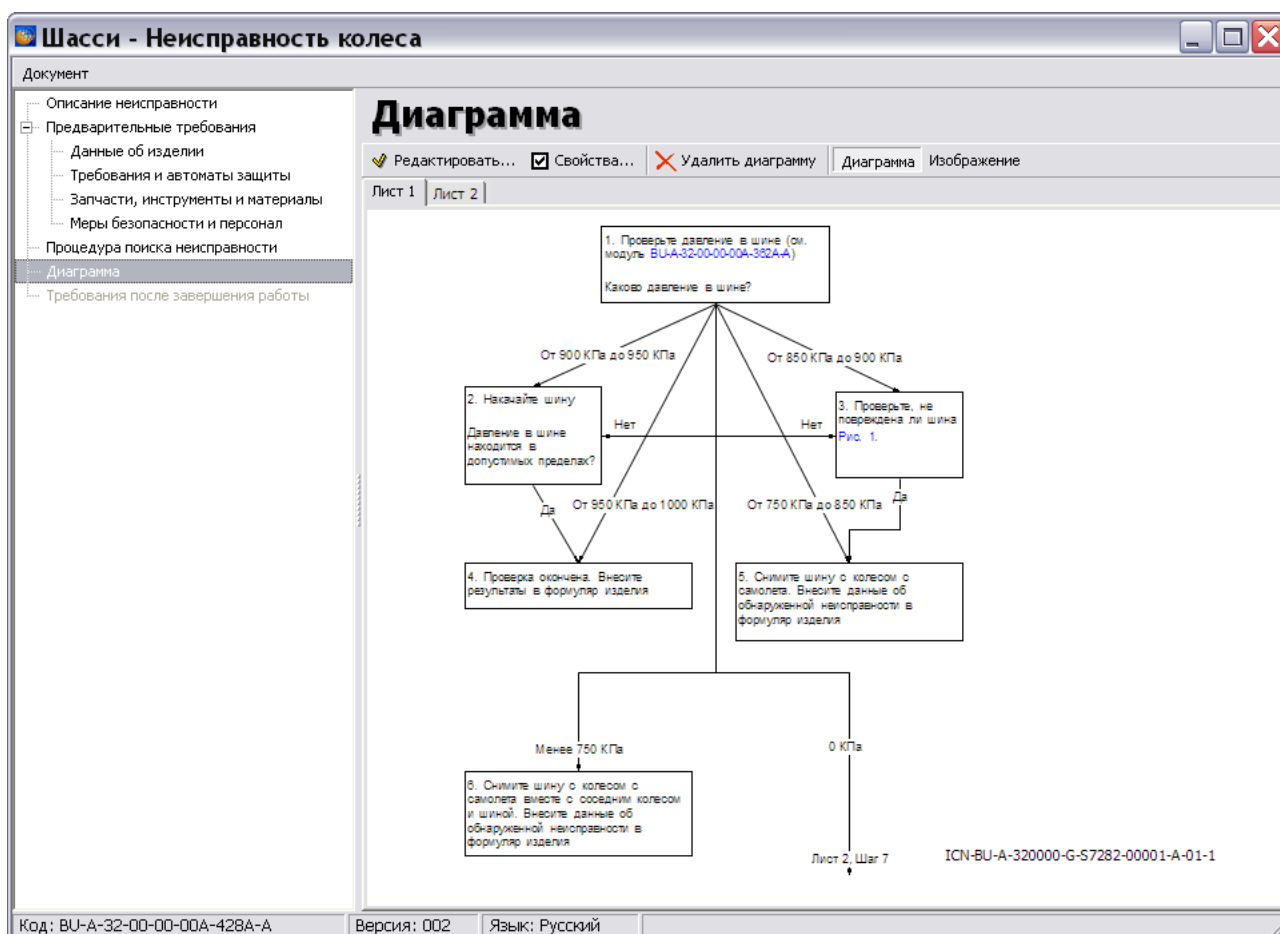 Шасси - Неисправность колеса
Документ
Описание неисправности
Предварительные требования
Данные об изделии
Требования и автоматы защиты
Запчасти, инструменты и материалы
Меры безопасности и персонал
Процедура поиска неисправности
Диаграмма
Требования после завершения работы
Диаграмма
Редактировать... Свойства... Удалить диаграмму Диаграмма Изображение
Лист 1 Лист 2
1. Проверьте давление в шине (см.
модуль BU-A-32-00-00-00A-362A-A)
Каково давление в шине?
От 900 КПа до 950 КПа
От 850 КПа до 900 КПа
2. Накачайте шину
Давление в шине
находится в
допустимых пределах?
Нет
Нет
3. Проверьте, не
повреждена ли шина
Рис. 1.
Да
От 950 КПа до 1000 КПа
От 750 КПа до 850 КПа
Да
4. Проверка окончена. Внесите
результаты в формуляр изделия
5. Снимите шину с колесом с
самолета. Внесите данные об
обнаруженной неисправности в
формуляр изделия
Менее 750 КПа
0 КПа
6. Снимите шину с колесом с
самолета вместе с соседним колесом
и шиной. Внесите данные об
обнаруженной неисправности в
формуляр изделия
Лист 2, Шаг 7
ICN-BU-A-320000-G-S7282-00001-A-01-1
Код: BU-A-32-00-00-00A-428A-A Версия: 002 Язык: Русский